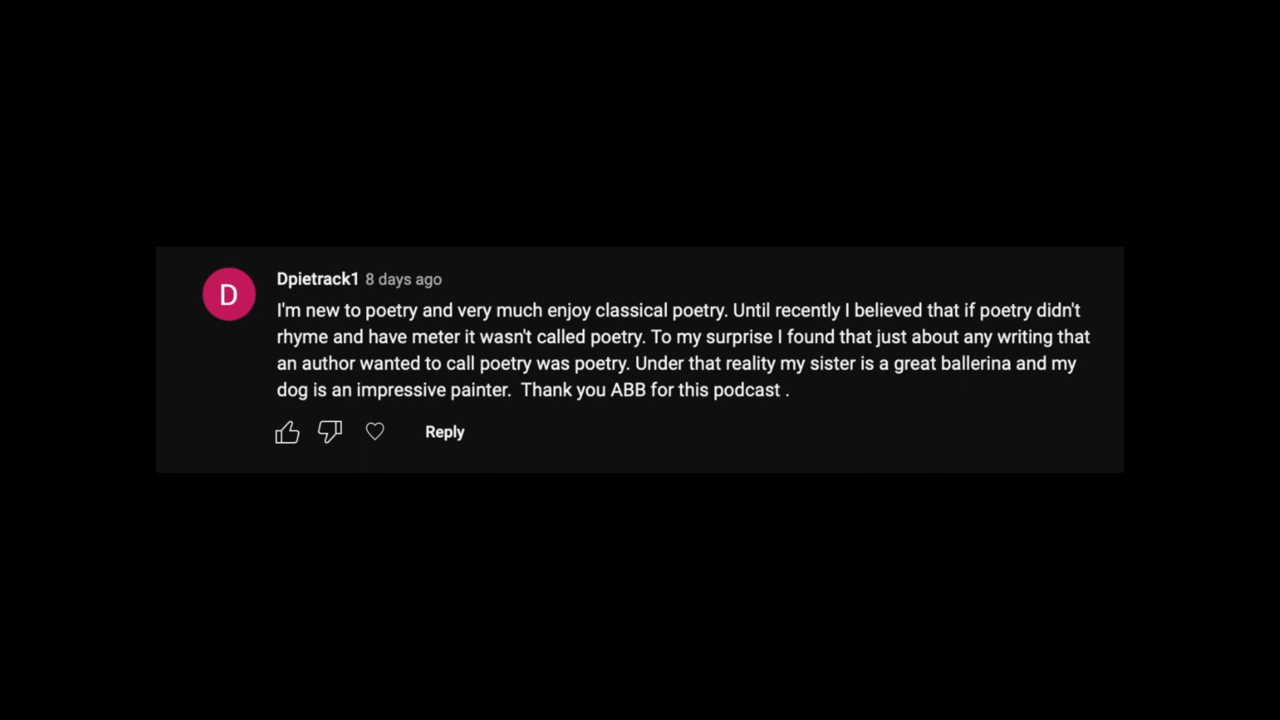 D
Dpietrack1 8 days ago
I'm new to poetry and very much enjoy classical poetry. Until recently I believed that if poetry didn't
rhyme and have meter it wasn't called poetry. To my surprise I found that just about any writing that
an author wanted to call poetry was poetry. Under that reality my sister is a great ballerina and my
dog is an impressive painter.  Thank you ABB for this podcast .
Reply